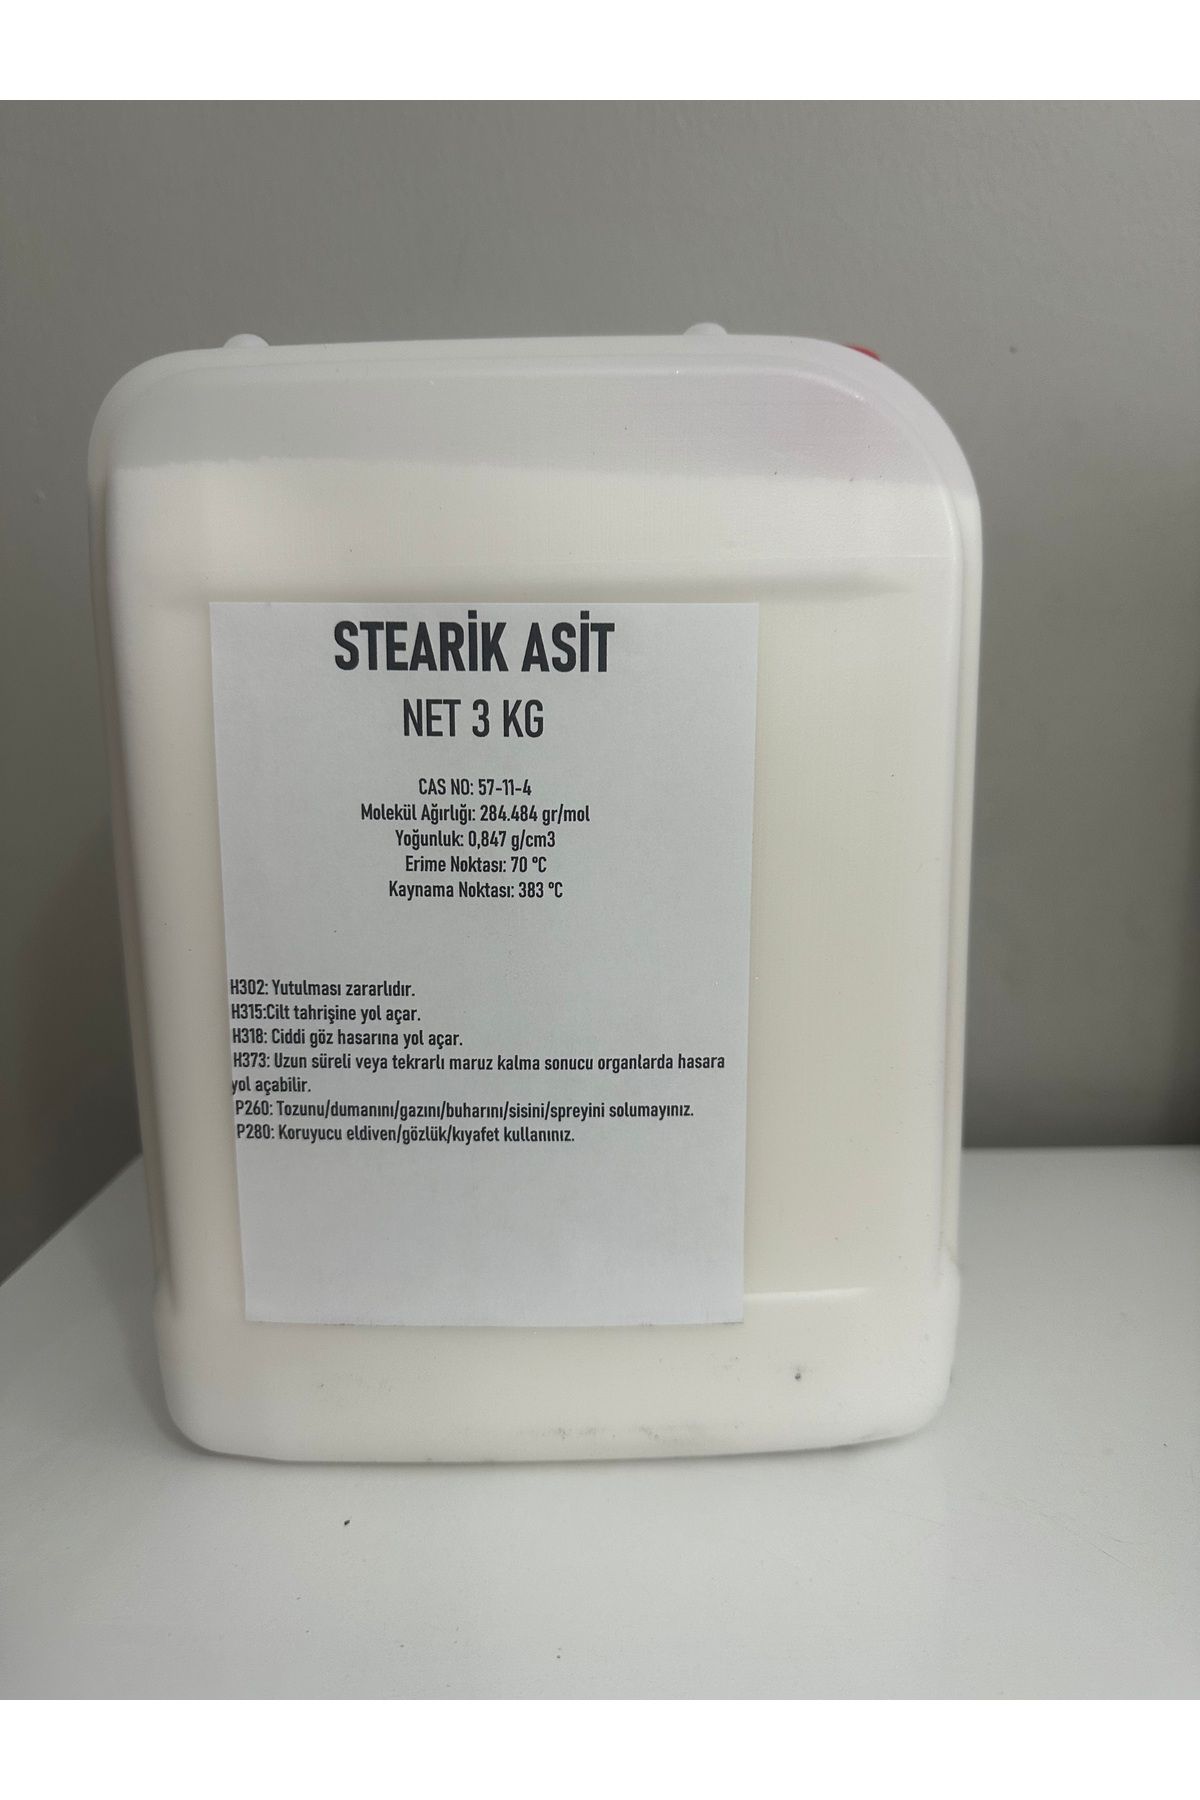 STEARİK ASİT
NET 3 KG
CAS NO: 57-11-4
Molekül Ağırlığı: 284.484 gr/mol
Yoğunluk: 0,847 g/cm3
Erime Noktası: 70 °C
Kaynama Noktası: 383 °C
H302: Yutulması zararlıdır.
H315:Cilt tahrişine yol açar.
H318: Ciddi göz hasarına yol açar.
H373: Uzun süreli veya tekrarlı maruz kalma sonucu organlarda hasara
yol açabilir.
P260: Tozunu/dumanını/gazını/buharını/sisini/spreyini solumayınız.
P280: Koruyucu eldiven/gözlük/kıyafet kullanınız.